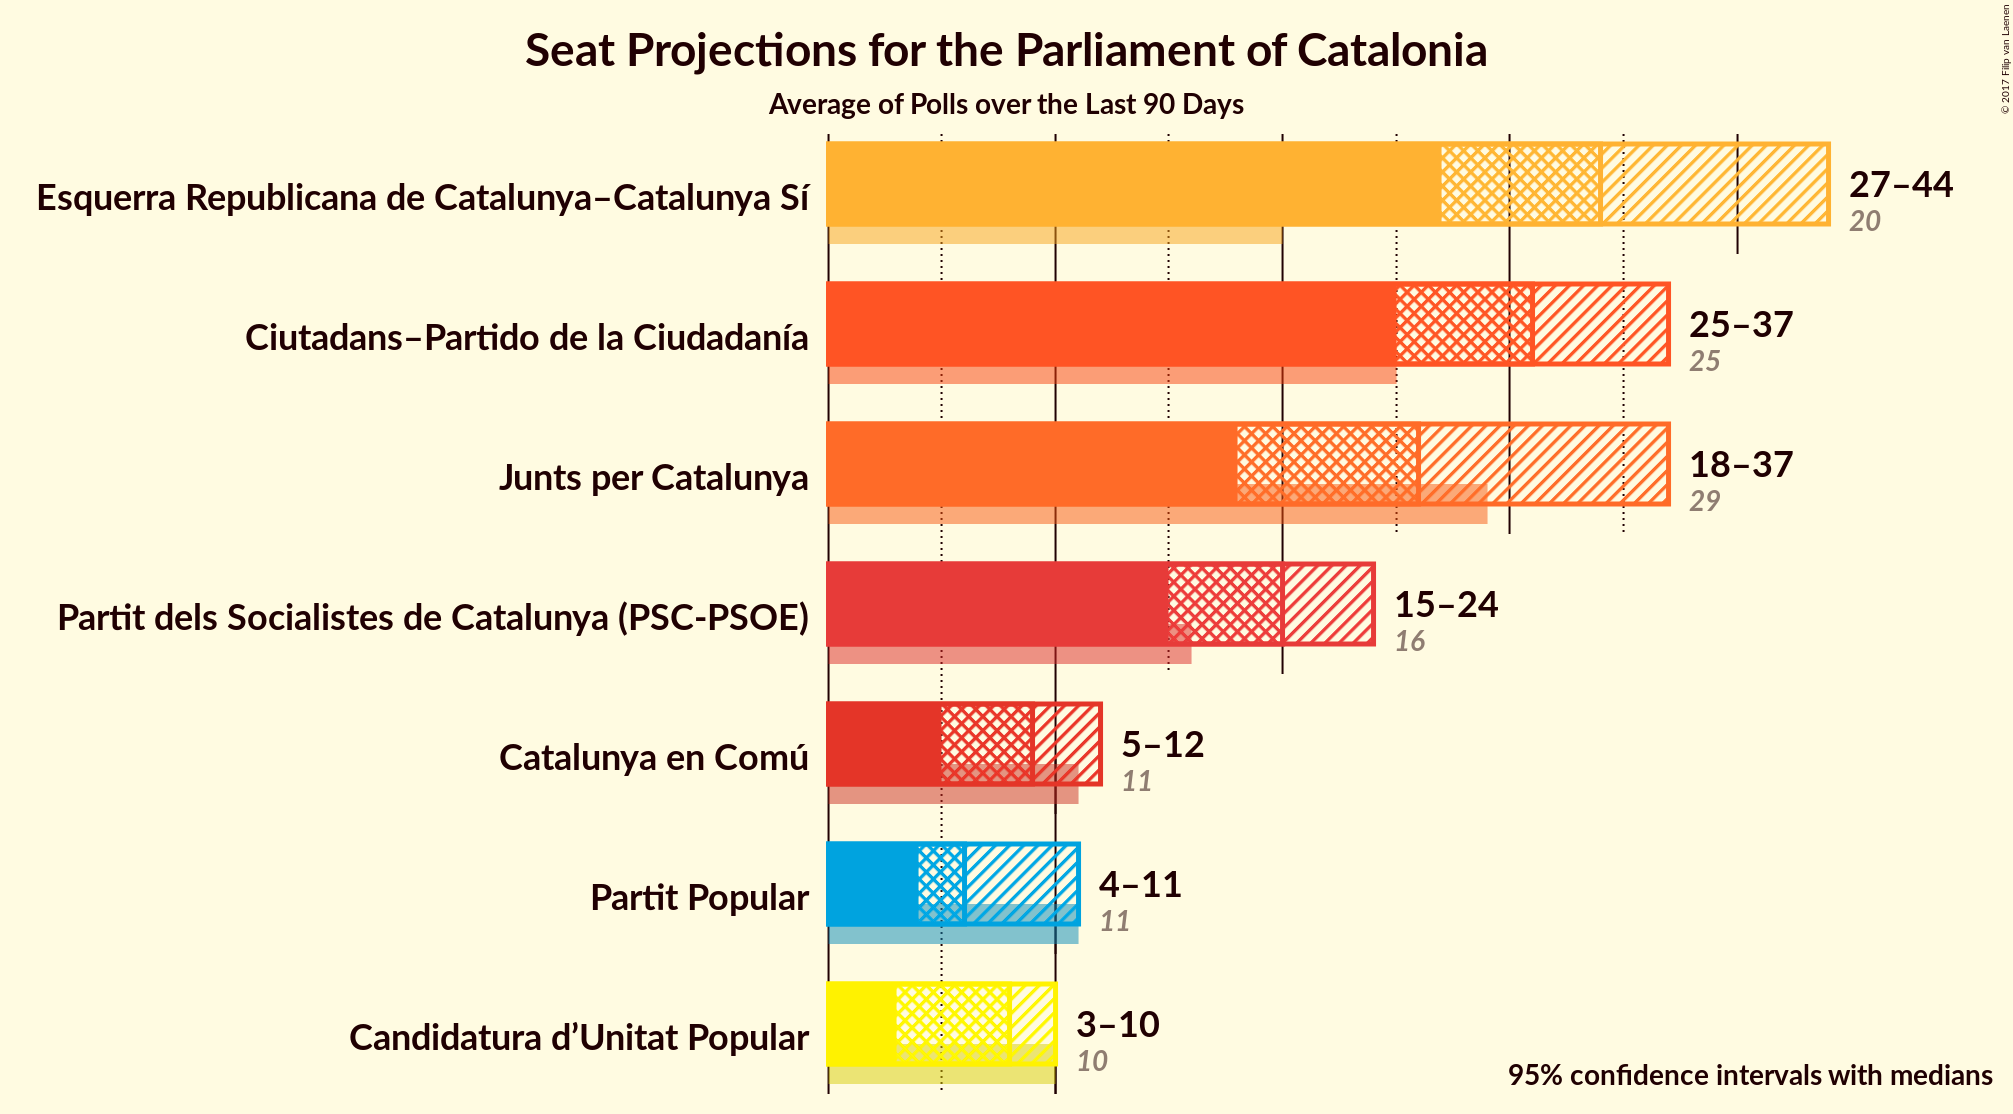 Seat Projections for the Parliament of Catalonia
Average of Polls over the Last 90 Days
© 2017 Filip van Laenen
Esquerra Republicana de Catalunya–Catalunya Sí
27–44
20
Ciutadans–Partido de la Ciudadanía
25–37
25
Junts per Catalunya
18–37
29
Partit dels Socialistes de Catalunya (PSC-PSOE)
15–24
16
Catalunya en Comú
5–12
11
Partit Popular
4–11
11
Candidatura d’Unitat Popular
3–10
10
95% confidence intervals with medians